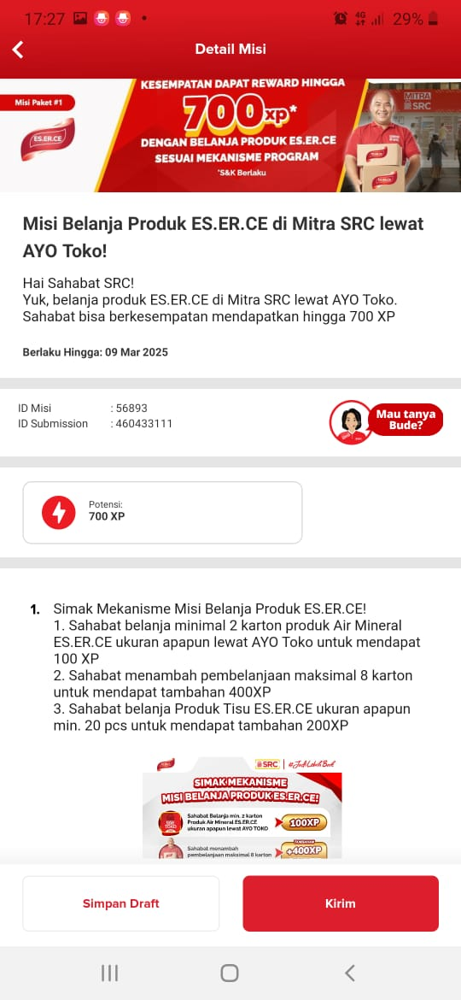 17:27
4G
29%
Detail Misi
Misi Paket #1
ES.ER.CE
KESEMPATAN DAPAT REWARD HINGGA
700xp*
DENGAN BELANJA PRODUK ES.ER.CE
SESUAI MEKANISME PROGRAM
*S&K Berlaku
MITRA
SRC
Misi Belanja Produk ES.ER.CE di Mitra SRC lewat
AYO Toko!
Hai Sahabat SRC!
Yuk, belanja produk ES.ER.CE di Mitra SRC lewat AYO Toko.
Sahabat bisa berkesempatan mendapatkan hingga 700 XP
Berlaku Hingga: 09 Mar 2025
ID Misi : 56893
ID Submission : 460433111
Mau tanya
Bude?
Potensi:
700 XP
1. Simak Mekanisme Misi Belanja Produk ES.ER.CE!
1. Sahabat belanja minimal 2 karton produk Air Mineral
ES.ER.CE ukuran apapun lewat AYO Toko untuk mendapat
100 XP
2. Sahabat menambah pembelanjaan maksimal 8 karton
untuk mendapat tambahan 400XP
3. Sahabat belanja Produk Tisu ES.ER.CE ukuran apapun
min. 20 pcs untuk mendapat tambahan 200XP
SRC
#JadiLebihBaik
SIMAK MEKANISME
MISI BELANJA PRODUK ES.ER.CE!
Sahabat Belanja min. 2 karton
Produk Air Mineral ES.ER.CE
ukuran apapun lewat AYO TOKO
100XP
Sahabat menambah
pembelanjaan maksimal 8 karton
TAMBAHAN
+400XP
Simpan Draft
Kirim